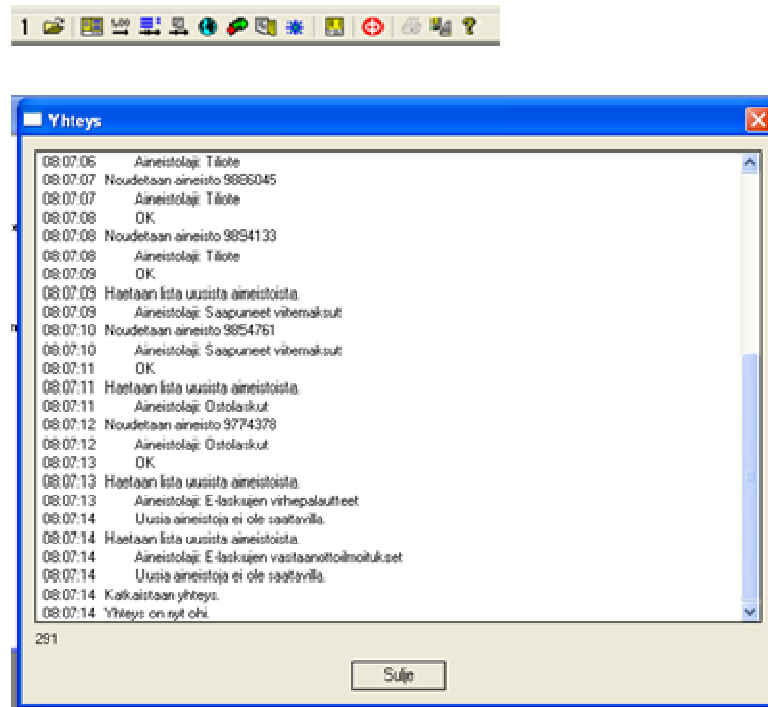 1
Yhteys
08:07:06 Aineistolaji: Tiliote
08:07:07 Noudetaan aineisto 9886045
08:07:07 Aineistolaji: Tiliote
08:07:08 OK
08:07:08 Noudetaan aineisto 9894133
08:07:08 Aineistolaji: Tiliote
08:07:09 OK
08:07:09 Haetaan lista uusista aineistoista.
08:07:09 Aineistolaji: Saapuneet viitemaksut
08:07:10 Noudetaan aineisto 9854761
08:07:10 Aineistolaji: Saapuneet viitemaksut
08:07:11 OK
08:07:11 Haetaan lista uusista aineistoista.
08:07:11 Aineistolaji: Ostolaskut
08:07:12 Noudetaan aineisto 9774378
08:07:12 Aineistolaji: Ostolaskut
08:07:13 OK
08:07:13 Haetaan lista uusista aineistoista.
08:07:13 Aineistolaji: E-laskujen virhepalautteet
08:07:14 Uusia aineistoja ei ole saatavilla.
08:07:14 Haetaan lista uusista aineistoista.
08:07:14 Aineistolaji: E-laskujen vastaanottoilmoitukset
08:07:14 Uusia aineistoja ei ole saatavilla.
08:07:14 Katkaistaan yhteys.
08:07:14 Yhteys on nyt ohi.
291
Sulje